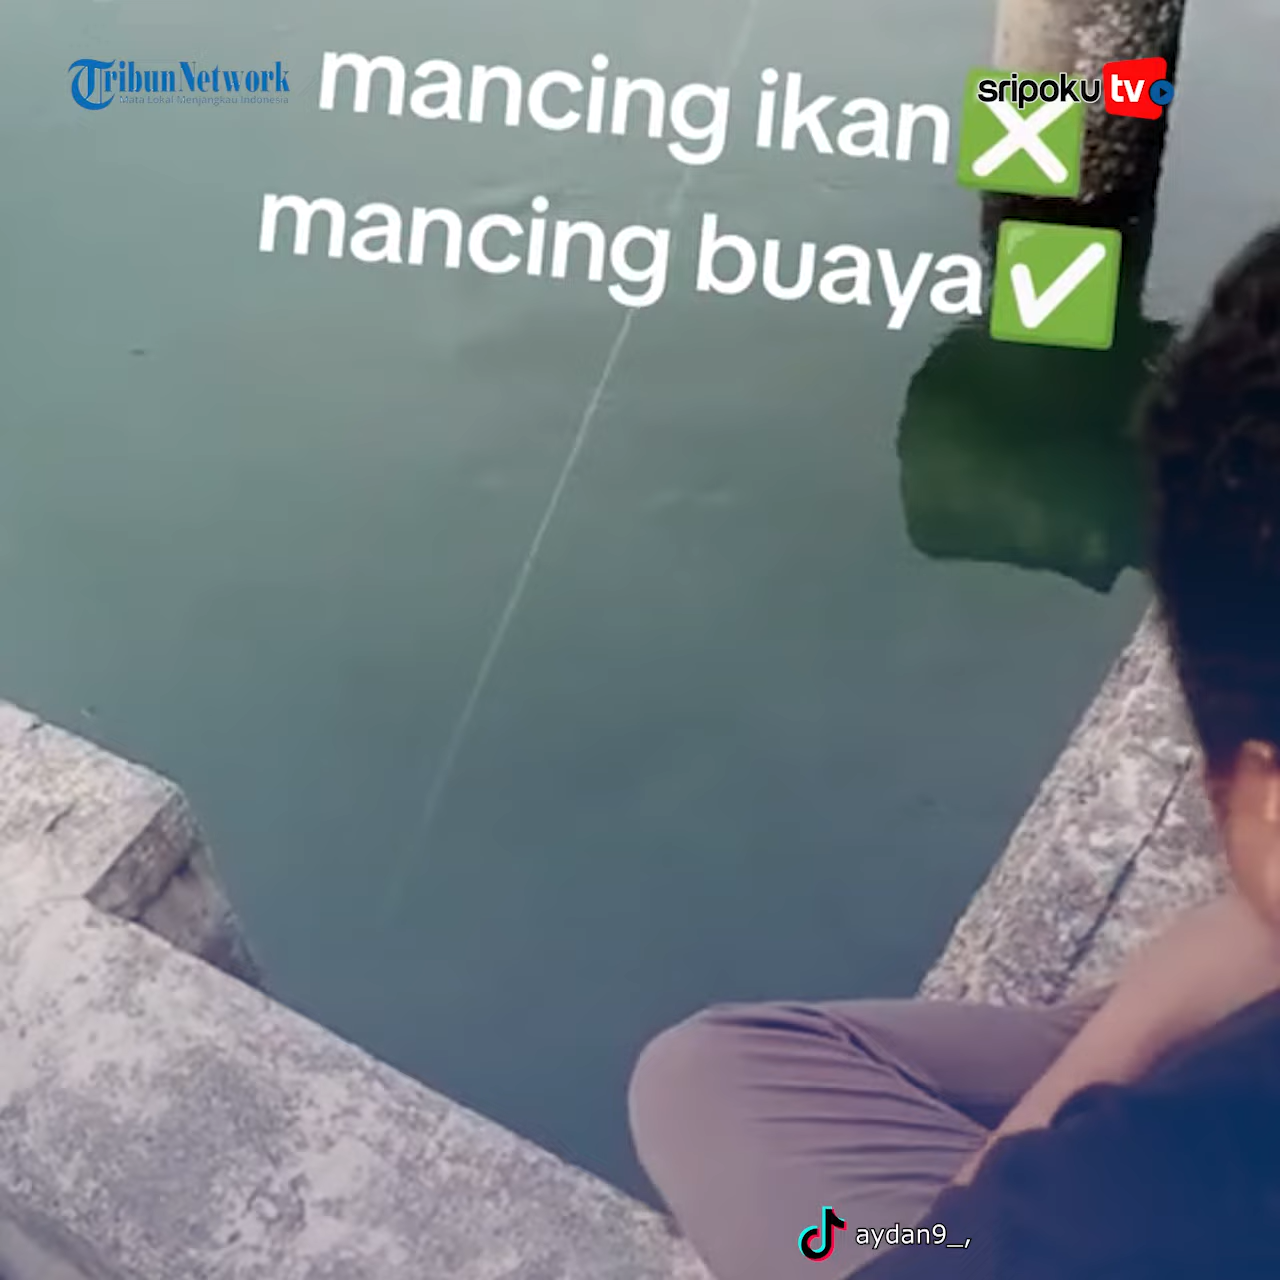 TribunNetwork
Mata Lokal Menjangkau Indonesia
sripoku tv
mancing ikan❎
mancing buaya✅
aydan9_,